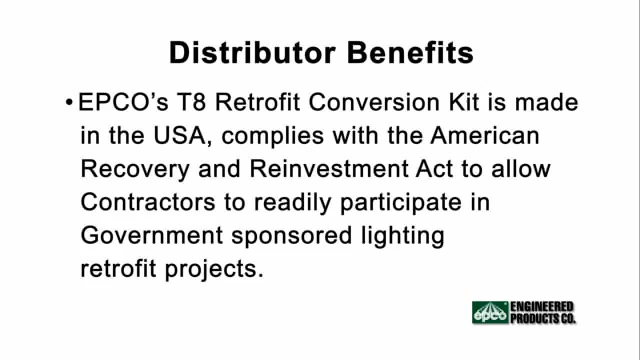 Distributor Benefits
•EPCO's T8 Retrofit Conversion Kit is made
in the USA, complies with the American
Recovery and Reinvestment Act to allow
Contractors to readily participate in
Government sponsored lighting
retrofit projects.
epco ENGINEERED
PRODUCTS CO.